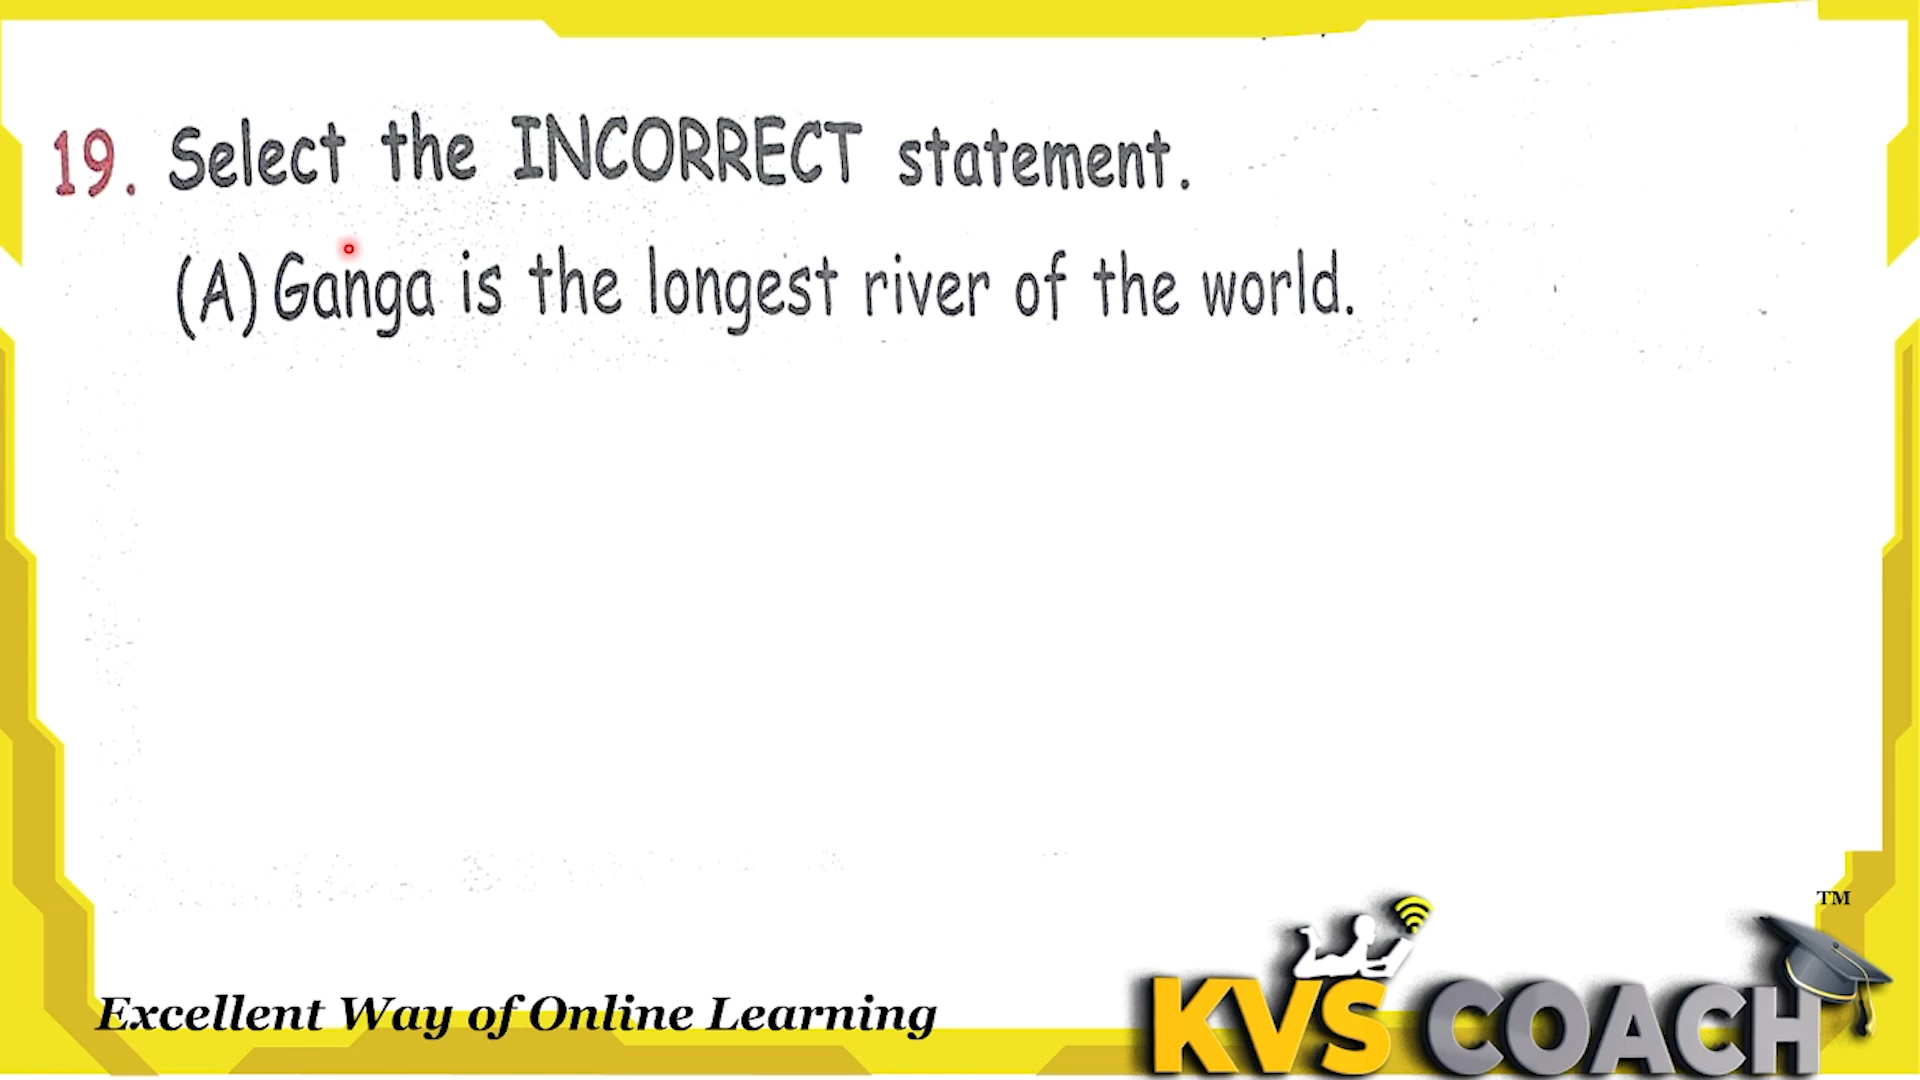 19. Select the INCORRECT statement.
(A) Ganga is the longest river of the world.
TM
Excellent Way of Online Learning
KVS COACH